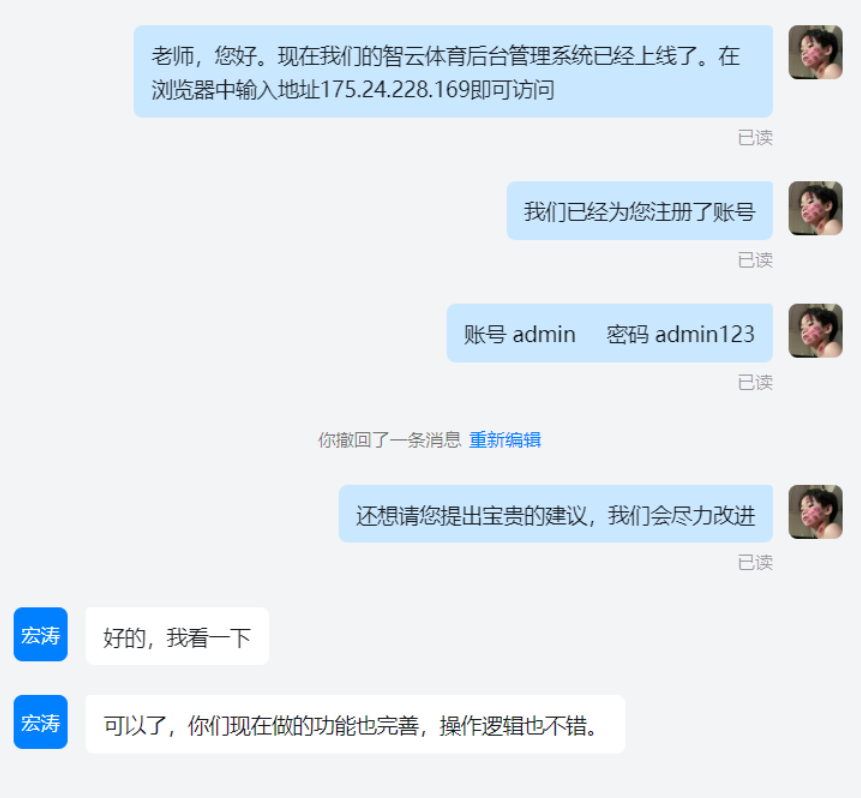 老师，您好。现在我们的智云体育后台管理系统已经上线了。在
浏览器中输入地址175.24.228.169即可访问
已读
我们已经为您注册了账号
已读
账号 admin 密码 admin123
已读
你撤回了一条消息 重新编辑
还想请您提出宝贵的建议，我们会尽力改进
已读
宏涛
好的，我看一下
宏涛
可以了，你们现在做的功能也完善，操作逻辑也不错。